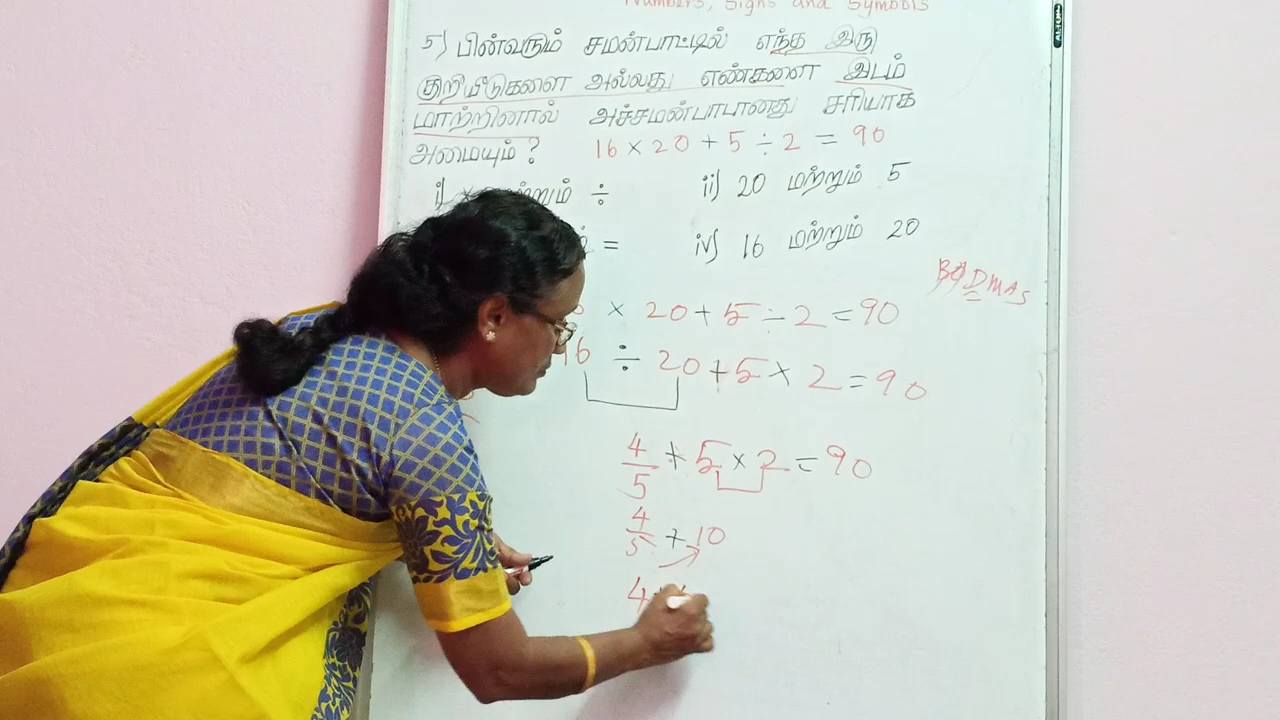 Numbers, Signs and Symbols
5) பின்வரும் சமன்பாட்டில் எந்த இரு
குறியீடுகளை அல்லது எண்களை இடம்
மாற்றினால் அச்சமன்பாபானது சரியாக
அமையும் ? 16 × 20 + 5 ÷ 2 = 90
i) ÷ ii) 20 மற்றும் 5
= iv) 16 மற்றும் 20
BODMAS
× 20 + 5 ÷ 2 = 90
16 ÷ 20 + 5 × 2 = 90
4/5 + 5 × 2 = 90
4/5 + 10
4